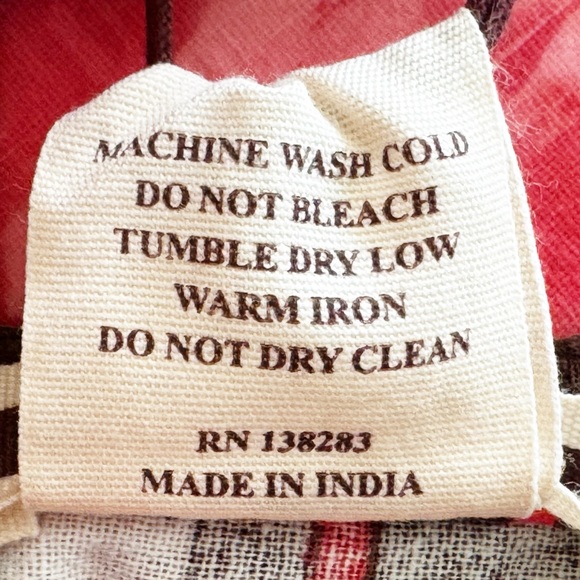 MACHINE WASH COLD
DO NOT BLEACH
TUMBLE DRY LOW
WARM IRON
DO NOT DRY CLEAN
RN 138283
MADE IN INDIA